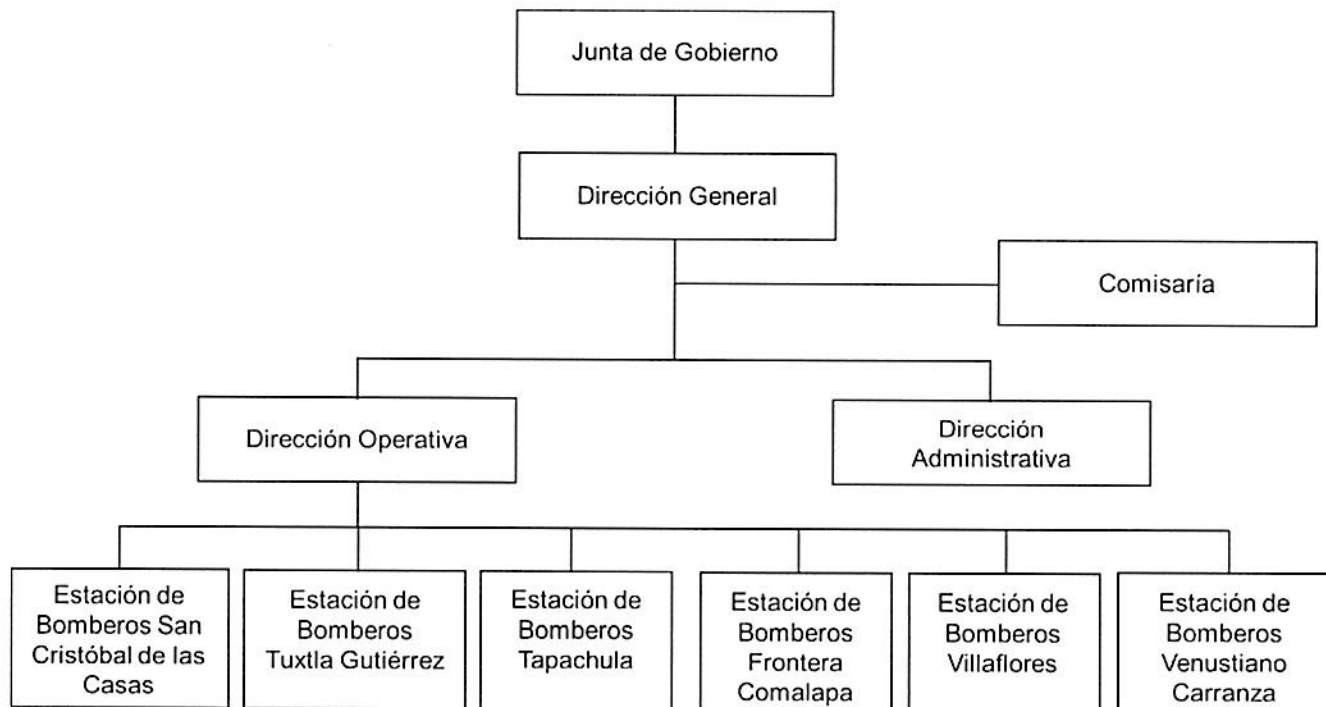 Junta de Gobierno
Dirección General
Comisaría
Dirección Operativa
Dirección
Administrativa
Estación de
Bomberos San
Cristóbal de las
Casas
Estación de
Bomberos
Tuxtla Gutiérrez
Estación de
Bomberos
Tapachula
Estación de
Bomberos
Frontera
Comalapa
Estación de
Bomberos
Villaflores
Estación de
Bomberos
Venustiano
Carranza